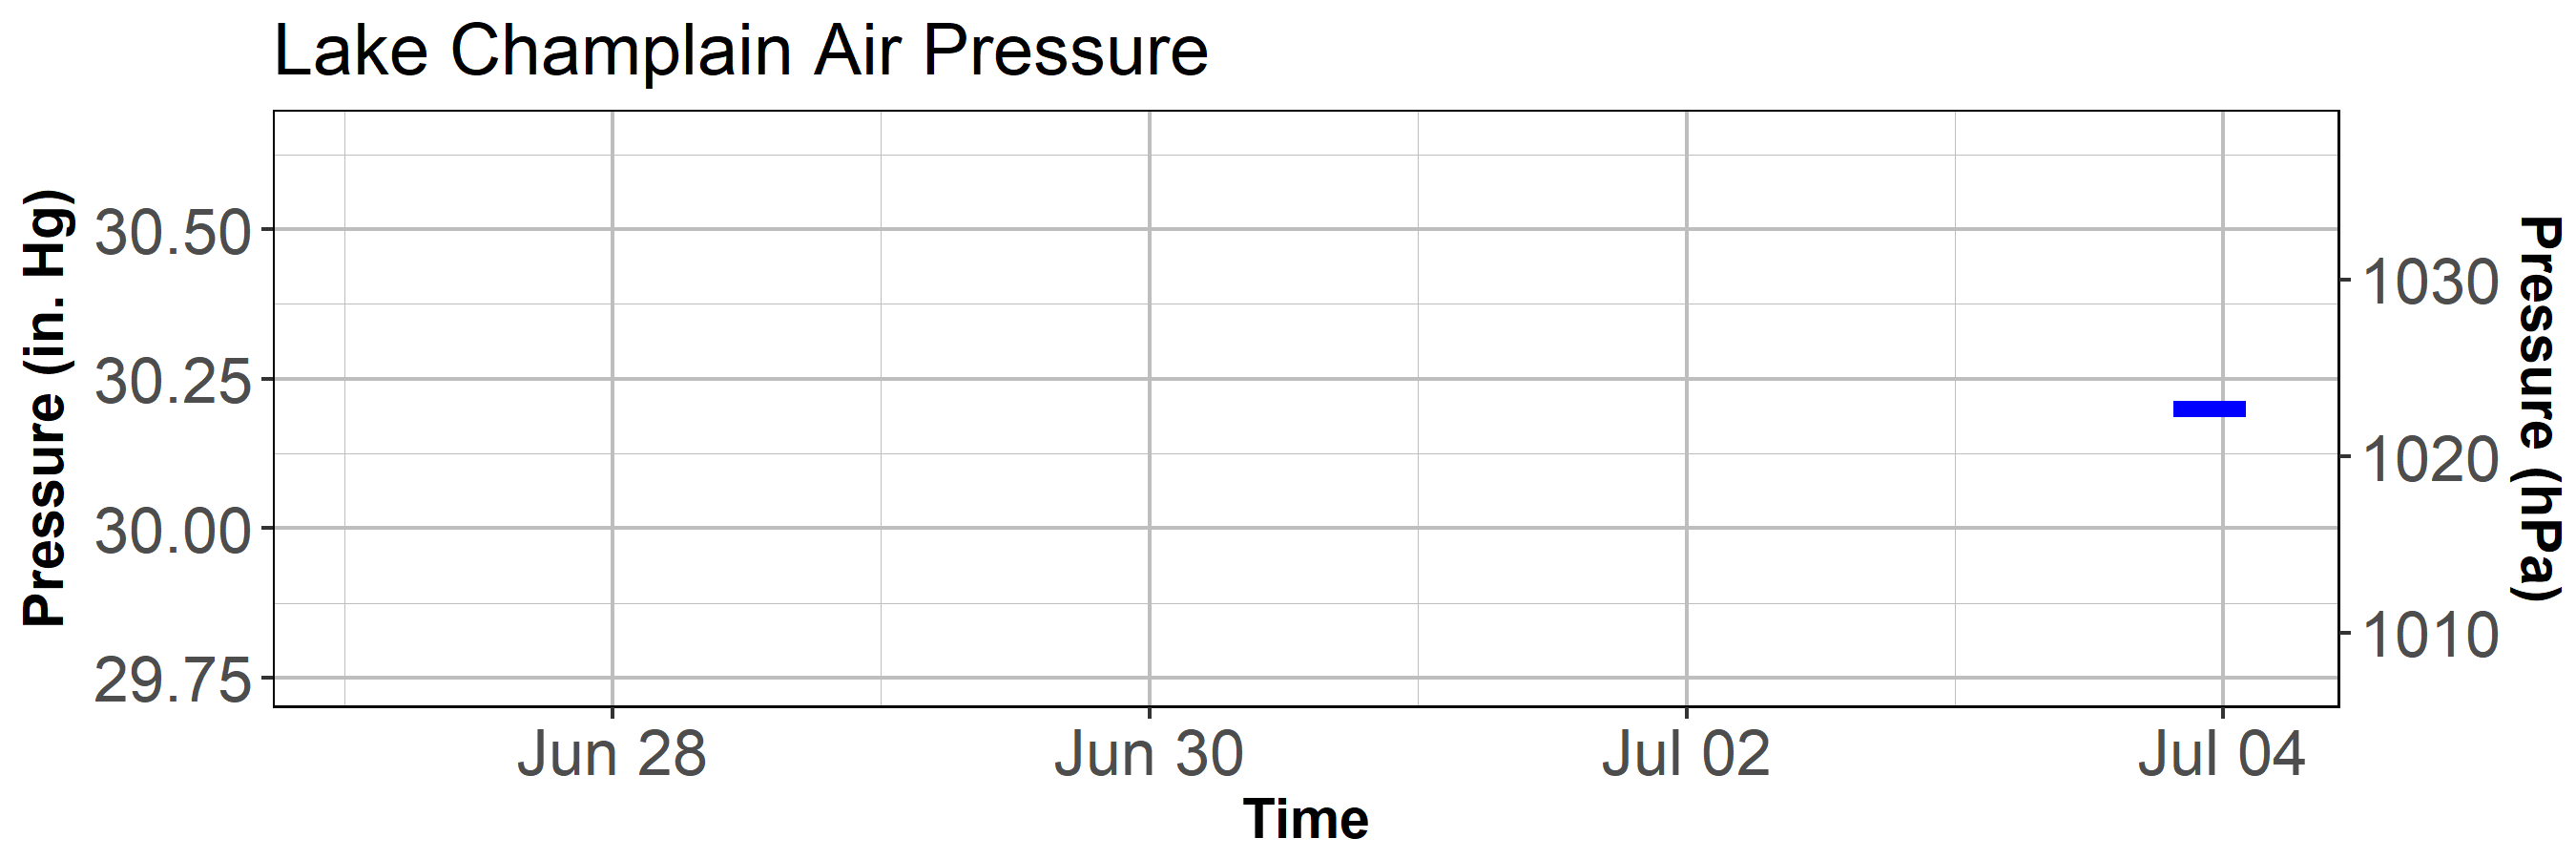 Lake Champlain Air Pressure
Pressure (in. Hg)
30.50
30.25
30.00
29.75
1030
1020
1010
Pressure (hPa)
Jun 28 Jun 30 Jul 02 Jul 04
Time